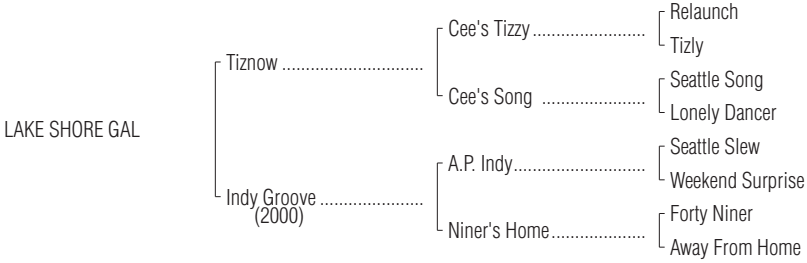 Relaunch
Cee's Tizzy ........................
Tizly
Tiznow ..............................
Seattle Song
Cee's Song ......................
Lonely Dancer
LAKE SHORE GAL
Seattle Slew
A.P. Indy............................
Weekend Surprise
Indy Groove ......................
(2000)
Forty Niner
Niner's Home....................
Away From Home